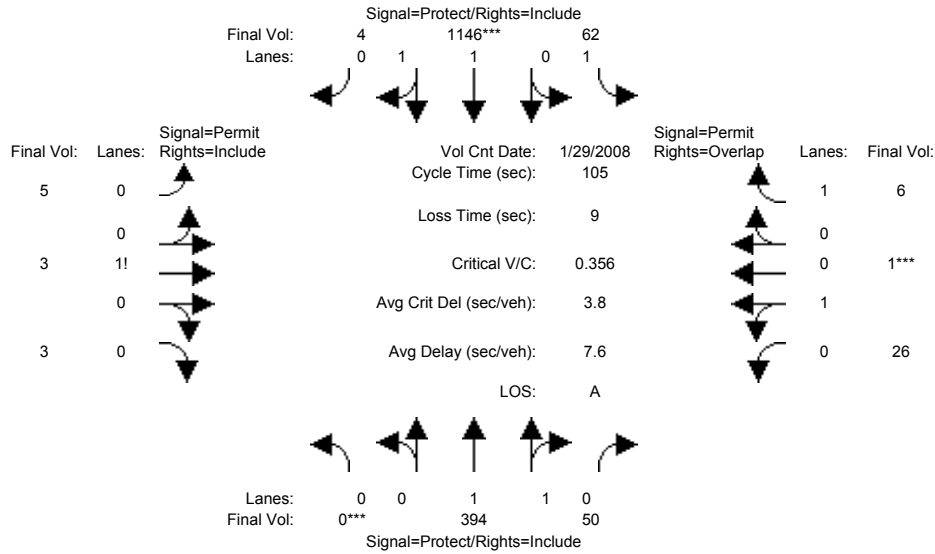 Signal=Protect/Rights=Include
Final Vol: 4 1146*** 62
Lanes: 0 1 1 0 1
Signal=Permit Signal=Permit
Final Vol: Lanes: Rights=Include Vol Cnt Date: 1/29/2008 Rights=Overlap Lanes: Final Vol:
Cycle Time (sec): 105
5 0 1 6
Loss Time (sec): 9
0 0
3 1! Critical V/C: 0.356 0 1***
0 Avg Crit Del (sec/veh): 3.8 1
3 0 Avg Delay (sec/veh): 7.6 0 26
LOS: A
Lanes: 0 0 1 1 0
Final Vol: 0*** 394 50
Signal=Protect/Rights=Include